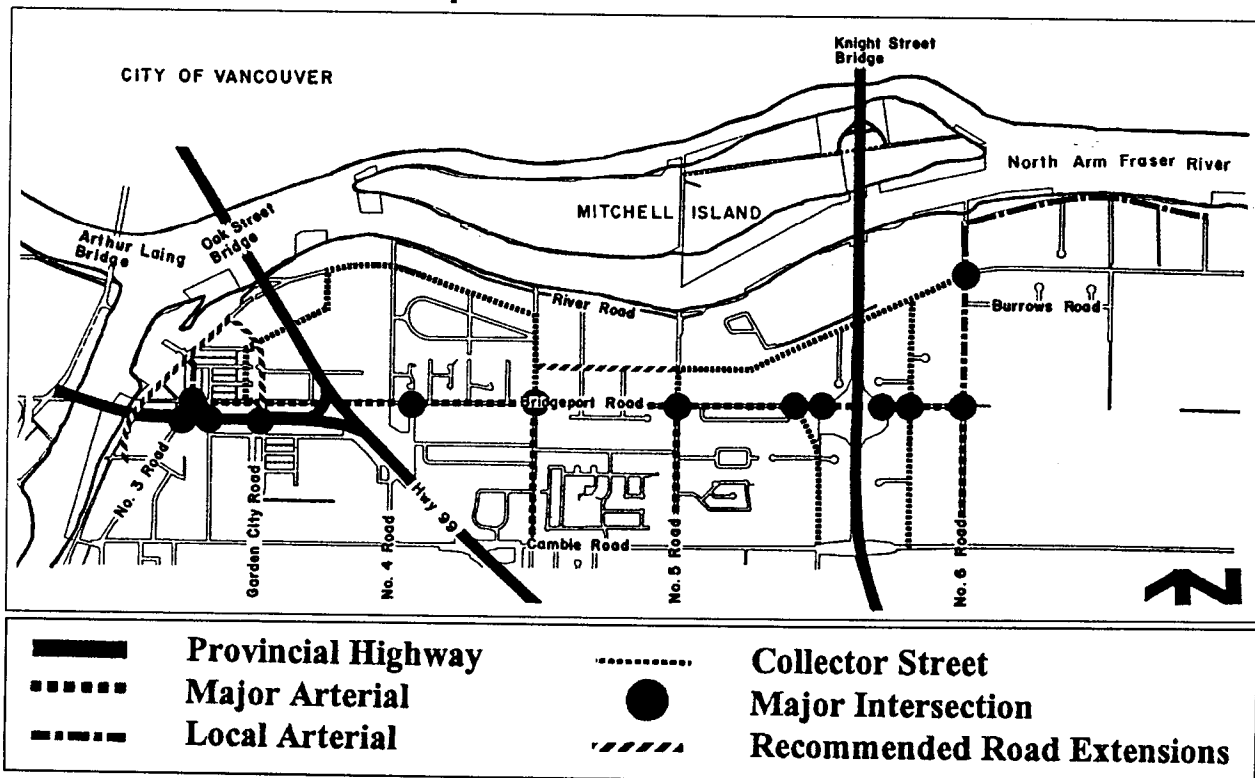 Knight Street
Bridge
CITY OF VANCOUVER
North Arm Fraser River
MITCHELL ISLAND
Oak Street
Bridge
Arthur Laing
Bridge
River Road
Burrows Road
Bridgeport Road
No. 3 Road
Garden City Road
No. 4 Road
Hwy 99
Cambie Road
No. 5 Road
No. 6 Road
N
Provincial Highway
Major Arterial
Local Arterial
Collector Street
Major Intersection
Recommended Road Extensions